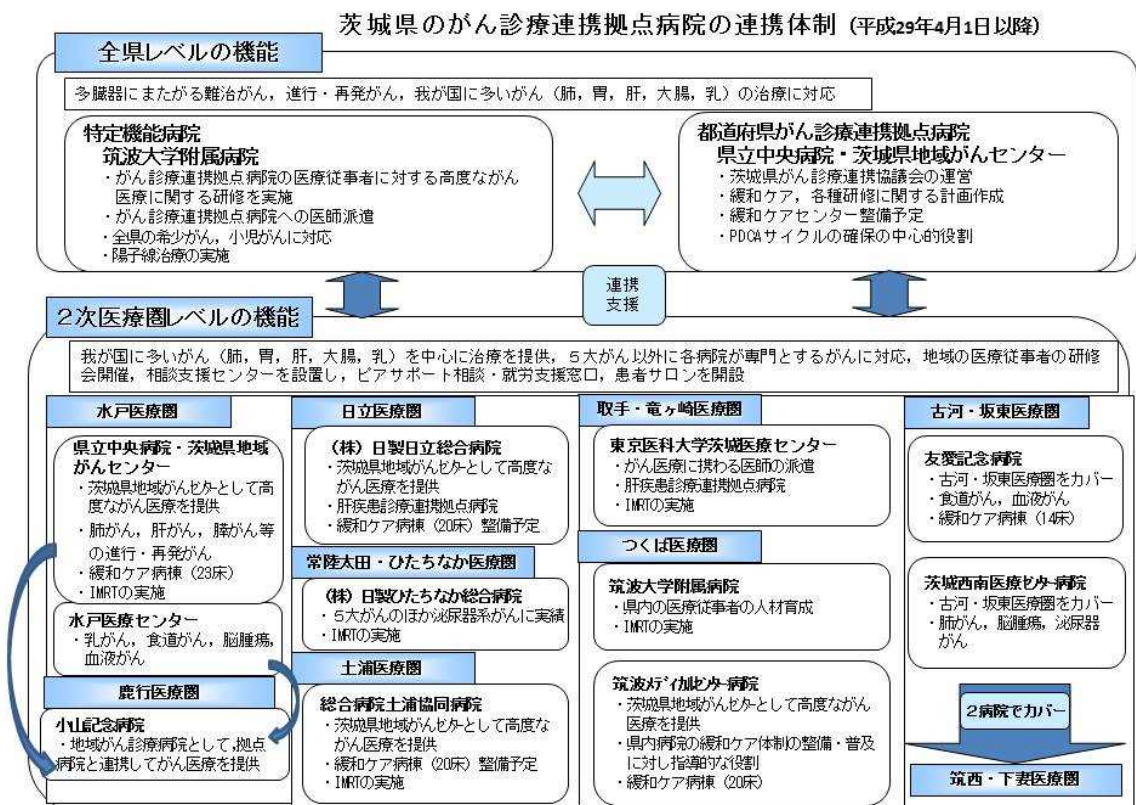 茨城県のがん診療連携拠点病院の連携体制（平成29年4月1日以降）
全県レベルの機能
多臓器にまたがる難治がん，進行・再発がん，我が国に多いがん（肺，胃，肝，大腸，乳）の治療に対応
特定機能病院
筑波大学附属病院
・がん診療連携拠点病院の医療従事者に対する高度ながん
医療に関する研修を実施
・がん診療連携拠点病院への医師派遣
・全県の希少がん，小児がんに対応
・陽子線治療の実施
都道府県がん診療連携拠点病院
県立中央病院・茨城県地域がんセンター
・茨城県がん診療連携協議会の運営
・緩和ケア，各種研修に関する計画作成
・緩和ケアセンター整備予定
・PDCAサイクルの確保の中心的役割
連携
支援
２次医療圏レベルの機能
我が国に多いがん（肺，胃，肝，大腸，乳）を中心に治療を提供，５大がん以外に各病院が専門とするがんに対応，地域の医療従事者の研修
会開催，相談支援センターを設置し，ピアサポート相談・就労支援窓口，患者サロンを開設
水戸医療圏
県立中央病院・茨城県地域
がんセンター
・茨城県地域がんセンターとして高
度ながん医療を提供
・肺がん，肝がん，膵がん等
の進行・再発がん
・緩和ケア病棟（23床）
・IMRTの実施
水戸医療センター
・乳がん，食道がん，脳腫瘍，
血液がん
鹿行医療圏
小山記念病院
・地域がん診療病院として，拠点
病院と連携してがん医療を提供
日立医療圏
（株）日製日立総合病院
・茨城県地域がんセンターとして高度な
がん医療を提供
・肝疾患診療連携拠点病院
・緩和ケア病棟（20床）整備予定
常陸太田・ひたちなか医療圏
（株）日製ひたちなか総合病院
・５大がんのほか泌尿器系がんに実績
・IMRTの実施
土浦医療圏
総合病院土浦協同病院
・茨城県地域がんセンターとして高度な
がん医療を提供
・緩和ケア病棟（20床）整備予定
・IMRTの実施
取手・竜ヶ崎医療圏
東京医科大学茨城医療センター
・がん医療に携わる医師の派遣
・肝疾患診療連携拠点病院
・IMRTの実施
つくば医療圏
筑波大学附属病院
・県内の医療従事者の人材育成
・IMRTの実施
筑波メディカルセンター病院
・茨城県地域がんセンターとして高度ながん
医療を提供
・県内病院の緩和ケア体制の整備・普及
に対し指導的な役割
・緩和ケア病棟（20床）
古河・坂東医療圏
友愛記念病院
・古河・坂東医療圏をカバー
・食道がん，血液がん
・緩和ケア病棟（14床）
茨城西南医療センター病院
・古河・坂東医療圏をカバー
・肺がん，脳腫瘍，泌尿器
がん
２病院でカバー
筑西・下妻医療圏